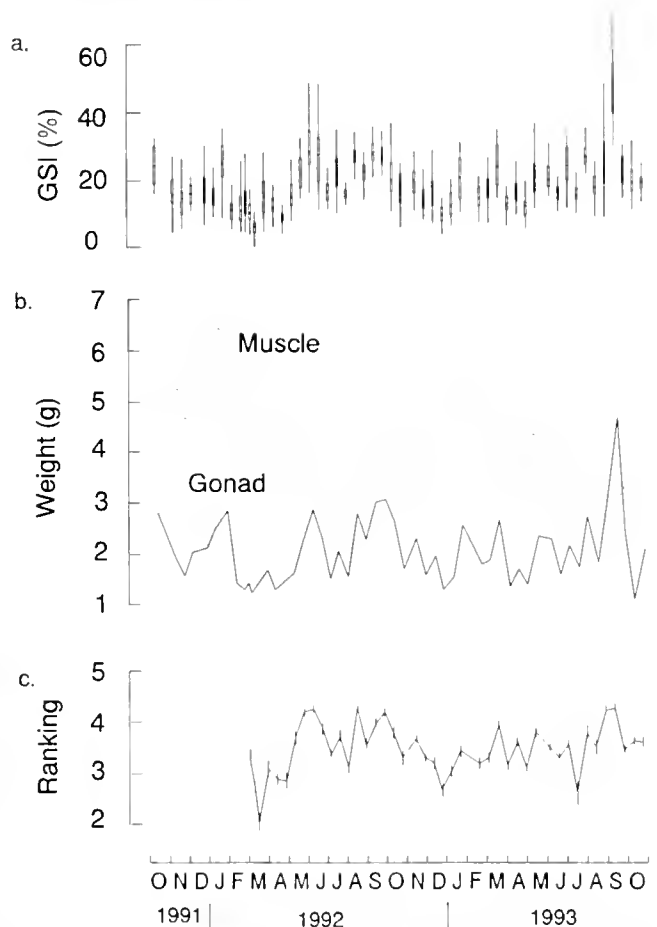 a.
GSI (%)
60
40
20
0
b.
Weight (g)
7
6
5
4
3
2
1
Muscle
Gonad
c.
Ranking
5
4
3
2
O N D J F M A M J J A S O N D J F M A M J J A S O
1991 1992 1993